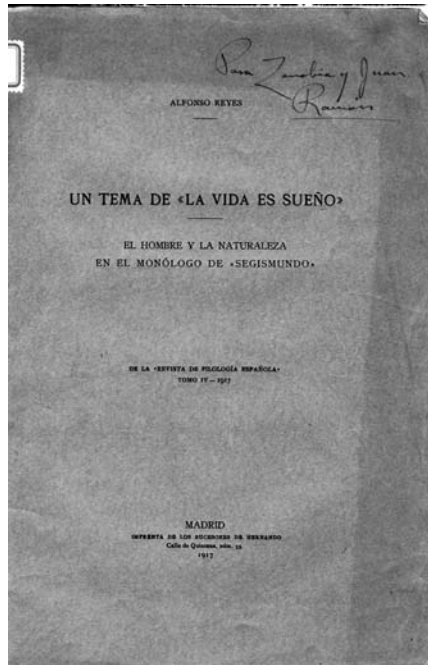 Para Zenobia y Juan
Ramón
ALFONSO REYES
UN TEMA DE «LA VIDA ES SUEÑO»
EL HOMBRE Y LA NATURALEZA
EN EL MONÓLOGO DE «SEGISMUNDO»
DE LA «REVISTA DE FILOLOGÍA ESPAÑOLA»
TOMO IV — 1917
MADRID
IMPRENTA DE LOS SUCESORES DE HERNANDO
Calle de Quintana, núm.
1917